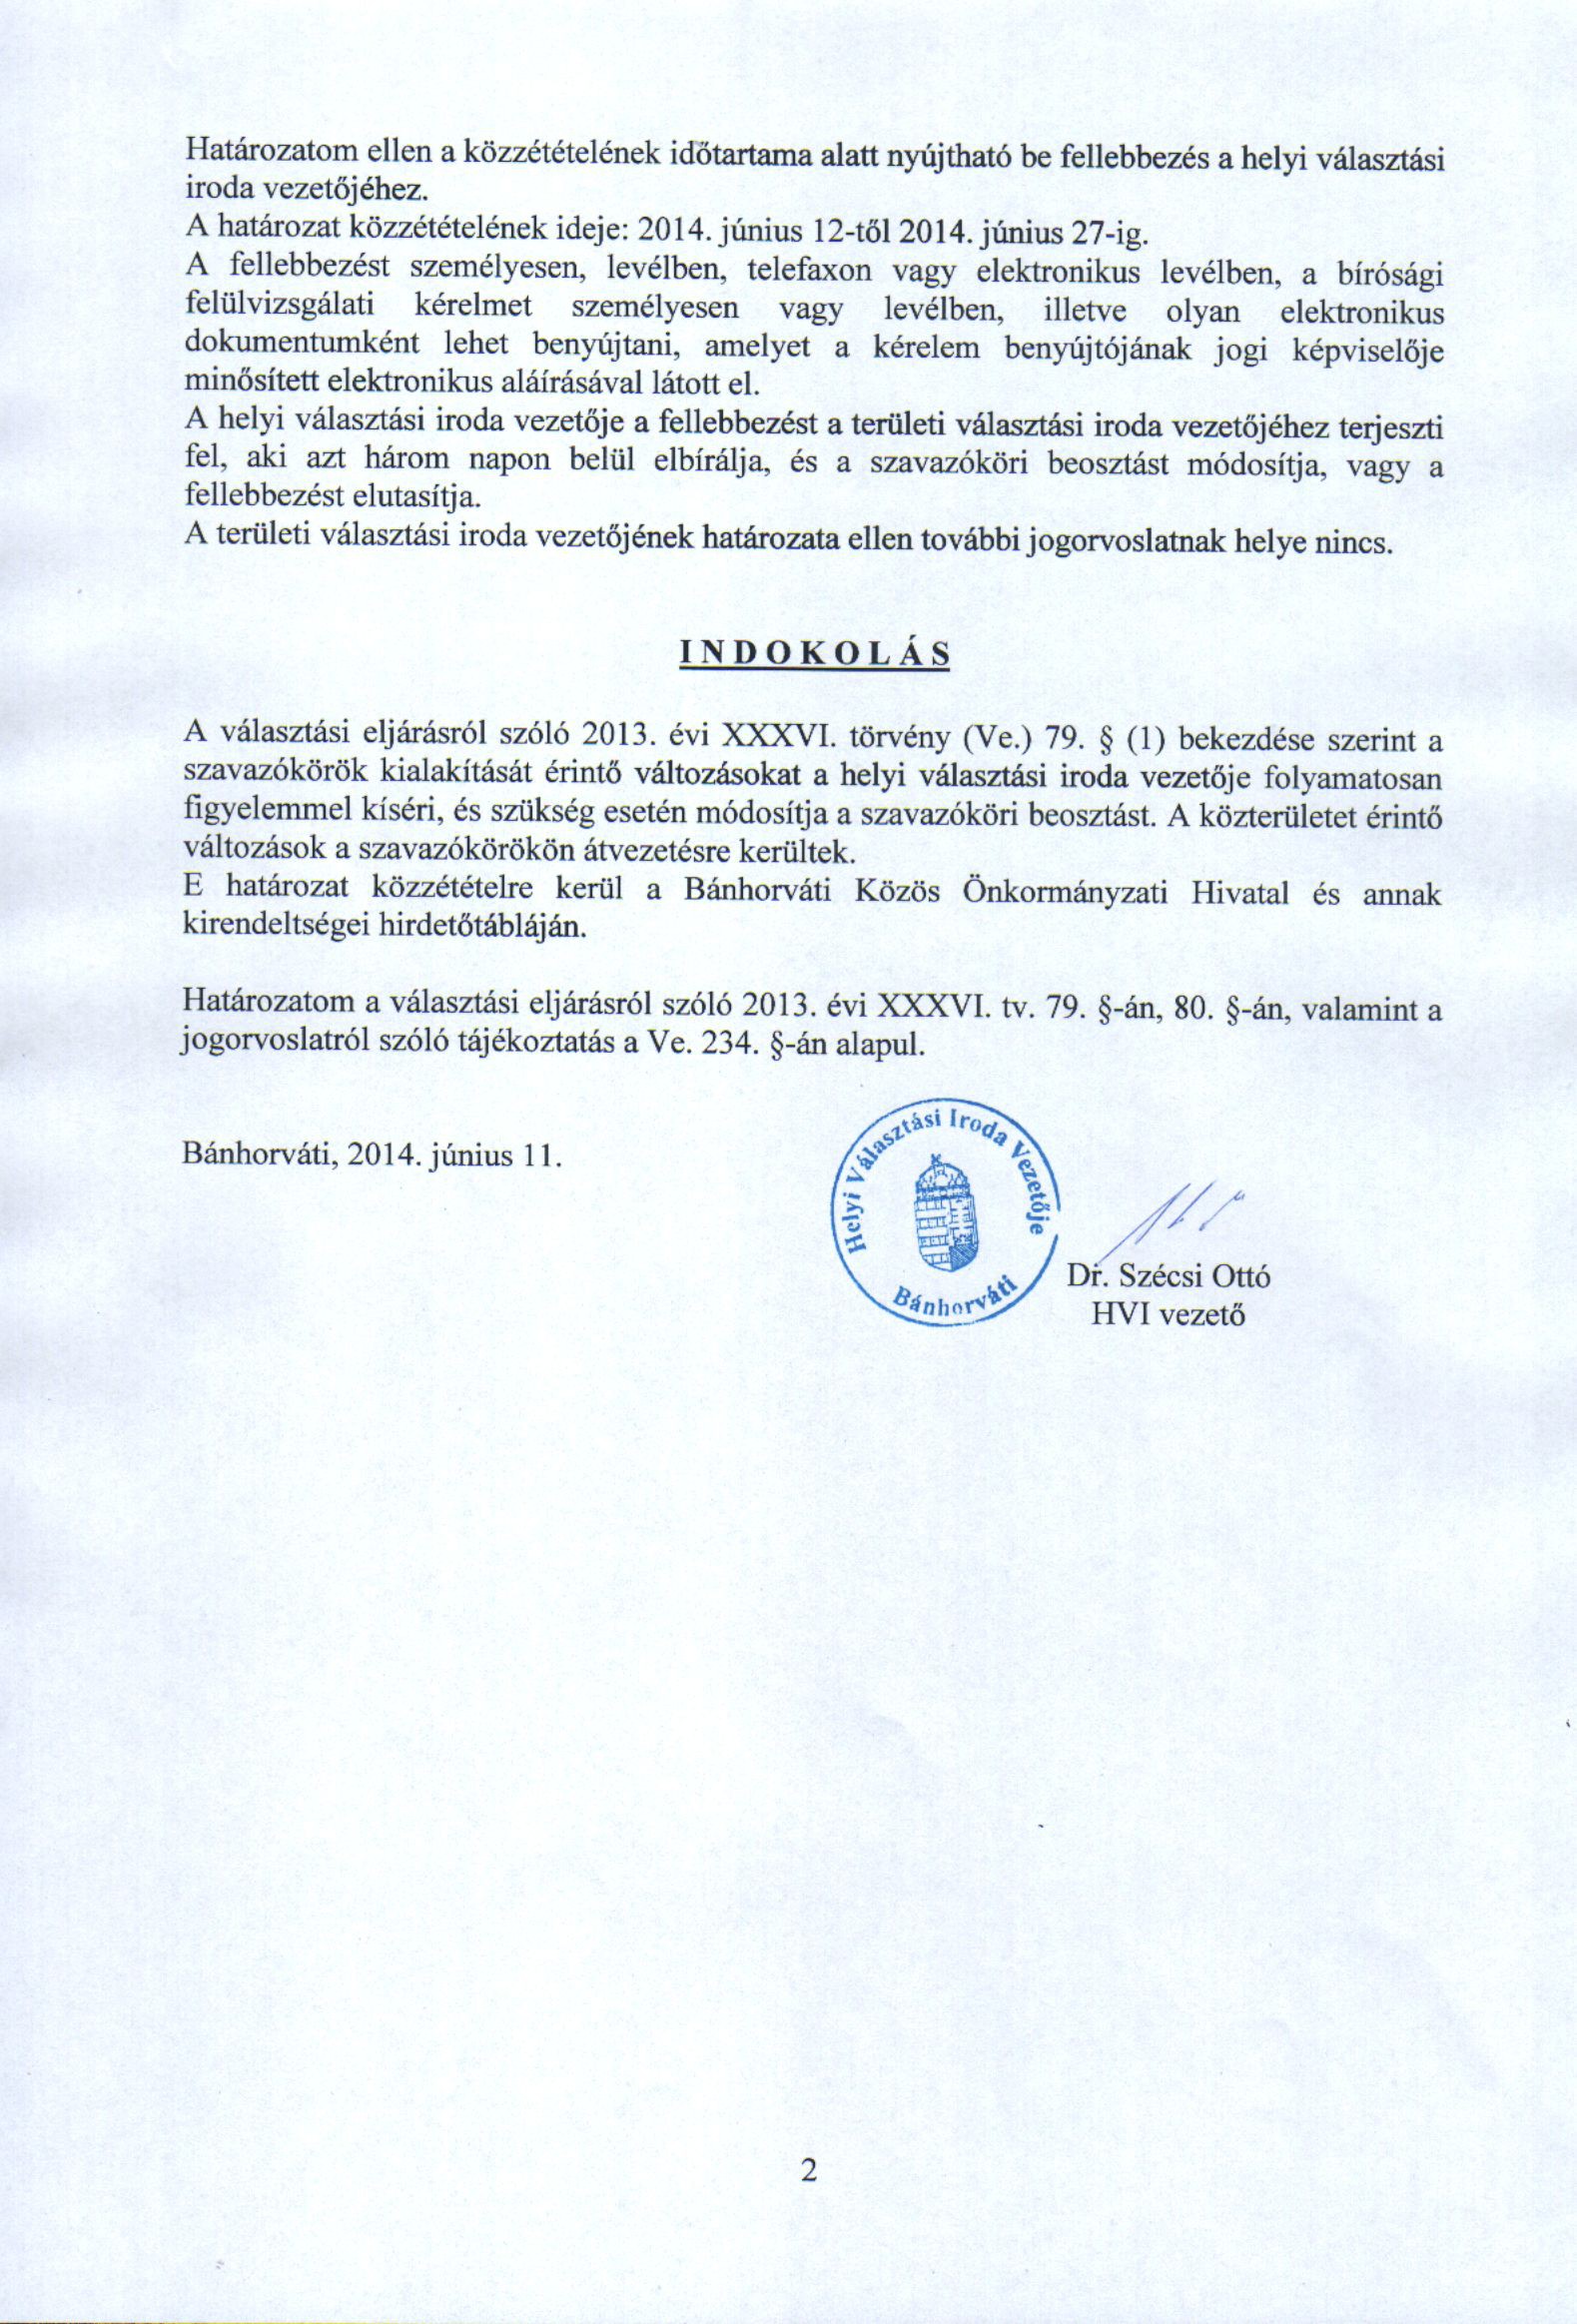 Határozatom ellen a közzétételének időtartama alatt nyújtható be fellebbezés a helyi választási
iroda vezetőjéhez.
A határozat közzétételének ideje: 2014. június 12-től 2014. június 27-ig.
A fellebbezést személyesen, levélben, telefaxon vagy elektronikus levélben, a bírósági
felülvizsgálati kérelmet személyesen vagy levélben, illetve olyan elektronikus
dokumentumként lehet benyújtani, amelyet a kérelem benyújtójának jogi képviselője
minősített elektronikus aláírásával látott el.
A helyi választási iroda vezetője a fellebbezést a területi választási iroda vezetőjéhez terjeszti
fel, aki azt három napon belül elbírálja, és a szavazóköri beosztást módosítja, vagy a
fellebbezést elutasítja.
A területi választási iroda vezetőjének határozata ellen további jogorvoslatnak helye nincs.
INDOKOLÁS
A választási eljárásról szóló 2013. évi XXXVI. törvény (Ve.) 79. § (1) bekezdése szerint a
szavazókörök kialakítását érintő változásokat a helyi választási iroda vezetője folyamatosan
figyelemmel kíséri, és szükség esetén módosítja a szavazóköri beosztást. A közterületet érintő
változások a szavazókörökön átvezetésre kerültek.
E határozat közzétételre kerül a Bánhorváti Közös Önkormányzati Hivatal és annak
kirendeltségei hirdetőtábláján.
Határozatom a választási eljárásról szóló 2013. évi XXXVI. tv. 79. §-án, 80. §-án, valamint a
jogorvoslatról szóló tájékoztatás a Ve. 234. §-án alapul.
Helyi Választási Iroda Vezetője
Bánhorváti
Bánhorváti, 2014. június 11.
Dr. Szécsi Ottó
HVI vezető
2